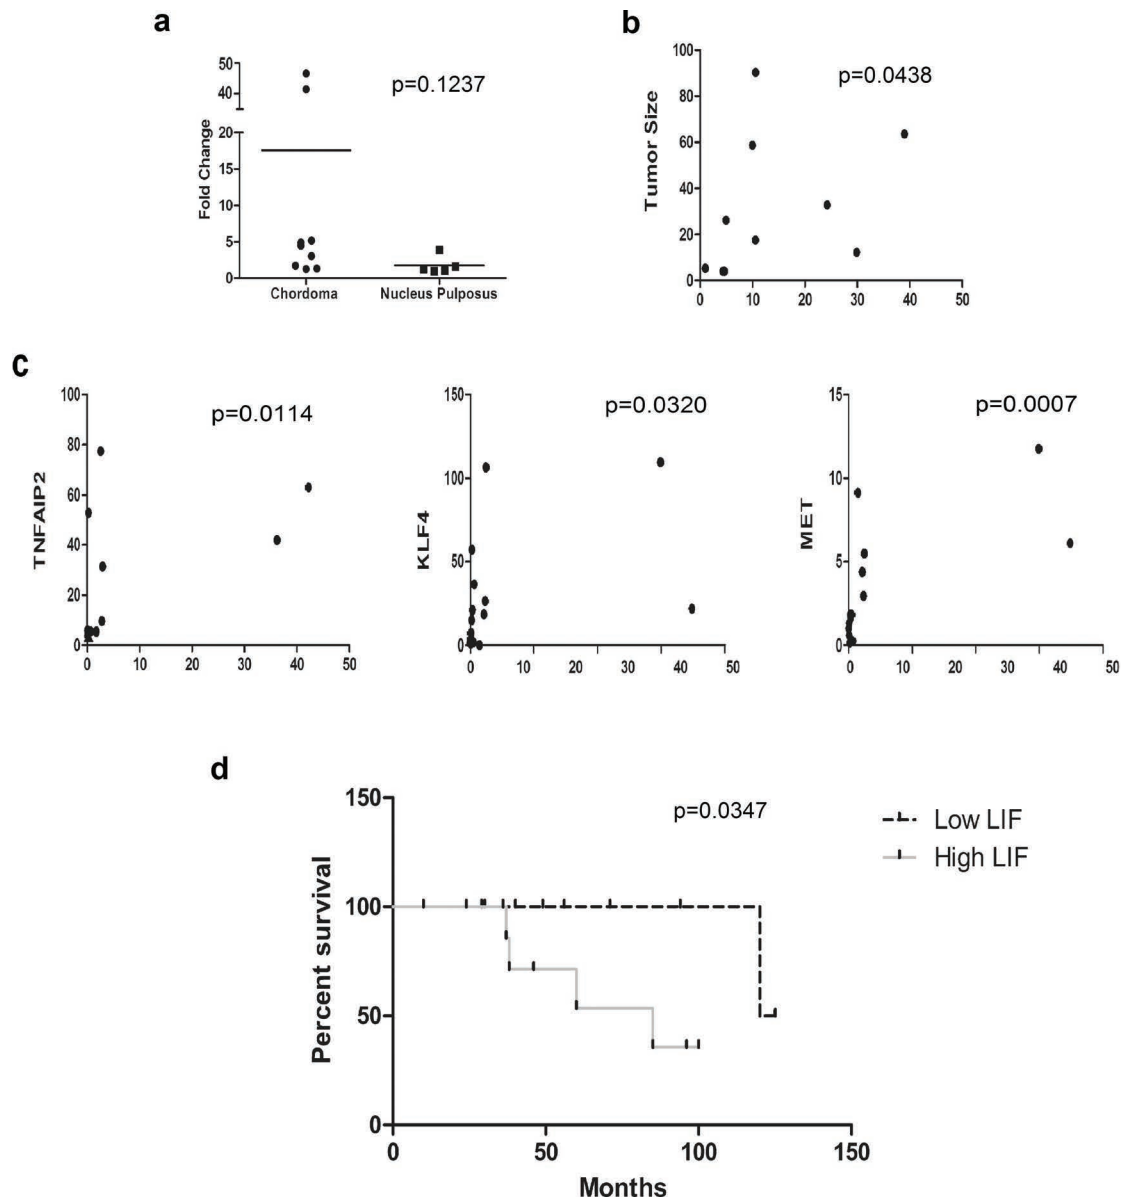 a
50
40
20
15
10
5
0
Fold Change
p=0.1237
Chordoma
Nucleus Pulposus
b
100
80
60
40
20
0
Tumor Size
p=0.0438
0 10 20 30 40 50
c
100
80
60
40
20
0
TNFAIP2
p=0.0114
0 10 20 30 40 50
150
100
50
0
KLF4
p=0.0320
0 10 20 30 40 50
15
10
5
0
MET
p=0.0007
0 10 20 30 40 50
d
150
100
50
0
Percent survival
p=0.0347
Low LIF
High LIF
0 50 100 150
Months